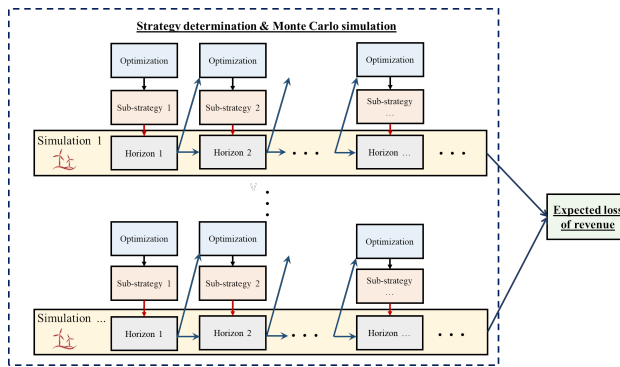 Strategy determination & Monte Carlo simulation
Optimization Optimization Optimization
Sub-strategy 1 Sub-strategy 2 Sub-strategy
...
Simulation 1
Horizon 1 Horizon 2 . . . Horizon ... . . .
Expected loss
of revenue
Optimization Optimization Optimization
Sub-strategy 1 Sub-strategy 2 Sub-strategy
...
Simulation ...
Horizon 1 Horizon 2 . . . Horizon ... . . .